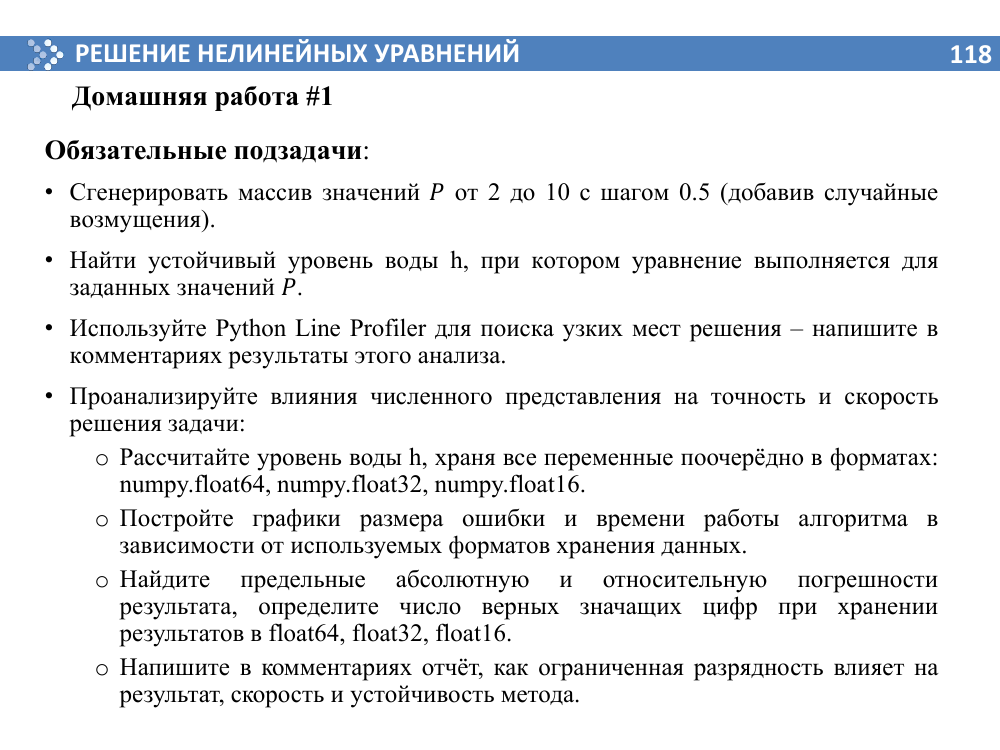 РЕШЕНИЕ НЕЛИНЕЙНЫХ УРАВНЕНИЙ
118
Домашняя работа #1
Обязательные подзадачи:
• Сгенерировать массив значений P от 2 до 10 с шагом 0.5 (добавив случайные
возмущения).
• Найти устойчивый уровень воды h, при котором уравнение выполняется для
заданных значений P.
• Используйте Python Line Profiler для поиска узких мест решения – напишите в
комментариях результаты этого анализа.
• Проанализируйте влияния численного представления на точность и скорость
решения задачи:
o Рассчитайте уровень воды h, храня все переменные поочерёдно в форматах:
numpy.float64, numpy.float32, numpy.float16.
o Постройте графики размера ошибки и времени работы алгоритма в
зависимости от используемых форматов хранения данных.
o Найдите предельные абсолютную и относительную погрешности
результата, определите число верных значащих цифр при хранении
результатов в float64, float32, float16.
o Напишите в комментариях отчёт, как ограниченная разрядность влияет на
результат, скорость и устойчивость метода.